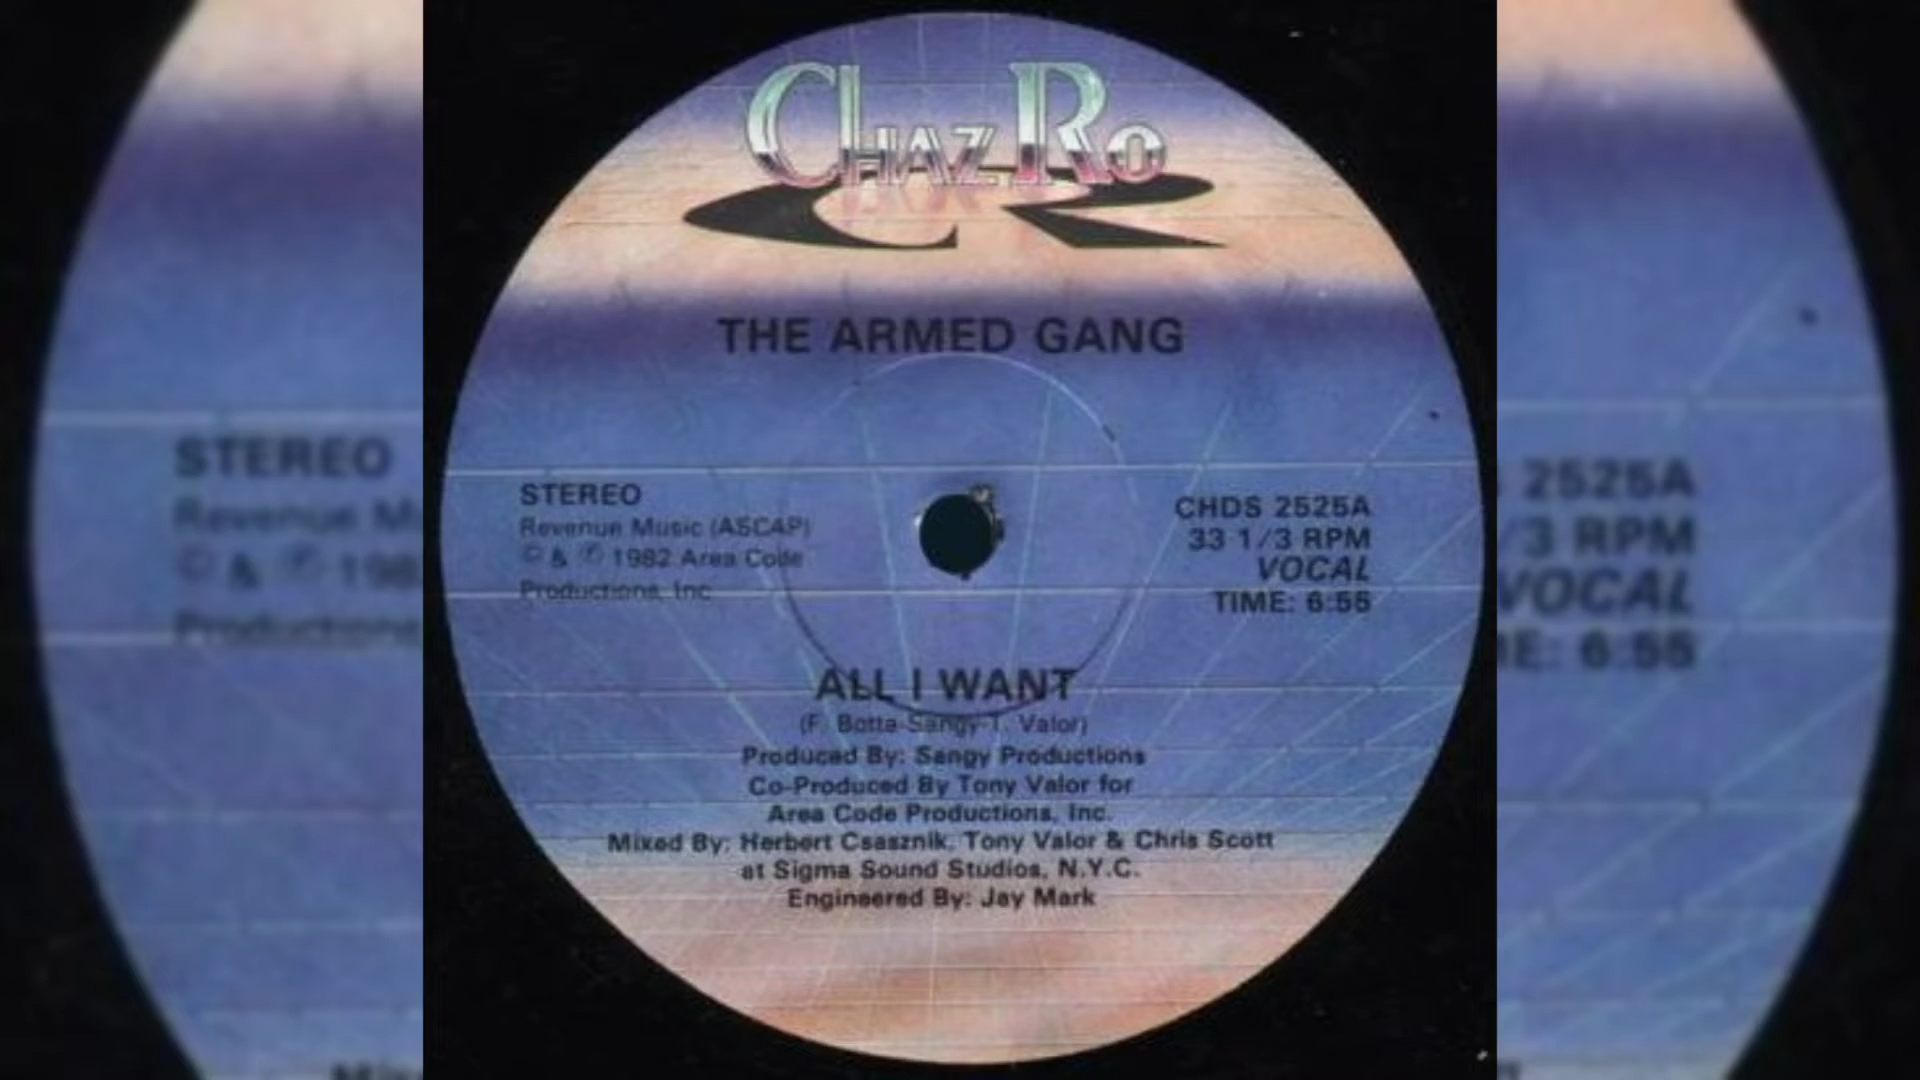 CHAZ RO
CR
THE ARMED GANG
STEREO
Revenue Music (ASCAP)
© & ℗ 1982 Area Code
Productions, Inc.
CHDS 2525A
33 1/3 RPM
VOCAL
TIME: 6:55
ALL I WANT
(F. Botta-Sangy-T. Valor)
Produced By: Sangy Productions
Co-Produced By Tony Valor for
Area Code Productions, Inc.
Mixed By: Herbert Csasznik, Tony Valor & Chris Scott
at Sigma Sound Studios, N.Y.C.
Engineered By: Jay Mark